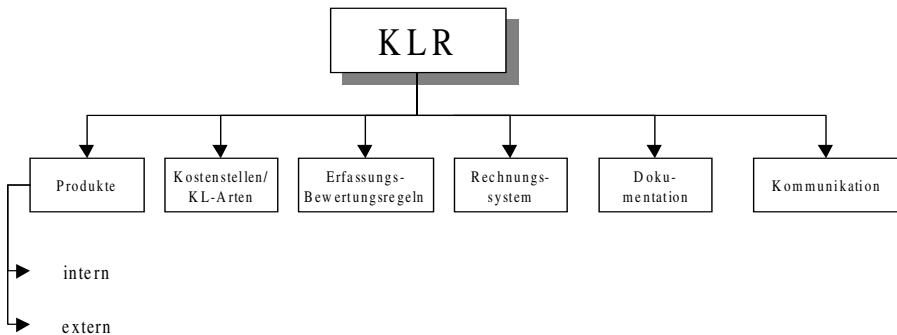 KLR
Produkte
Kostenstellen/
KL-Arten
Erfassungs-
Bewertungsregeln
Rechnungs-
system
Doku-
mentation
Kommunikation
intern
extern